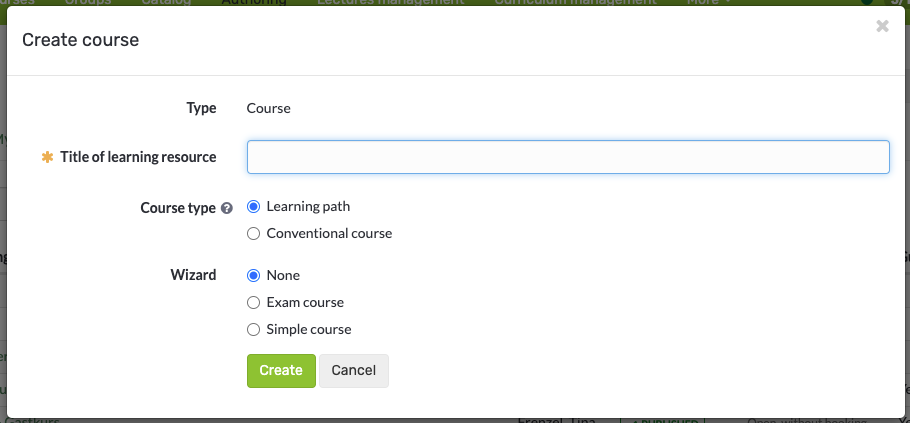 Groups Catalog Authoring Lectures management Curriculum management More
Create course
Type Course
Title of learning resource
Course type
Learning path
Conventional course
Wizard
None
Exam course
Simple course
Create Cancel